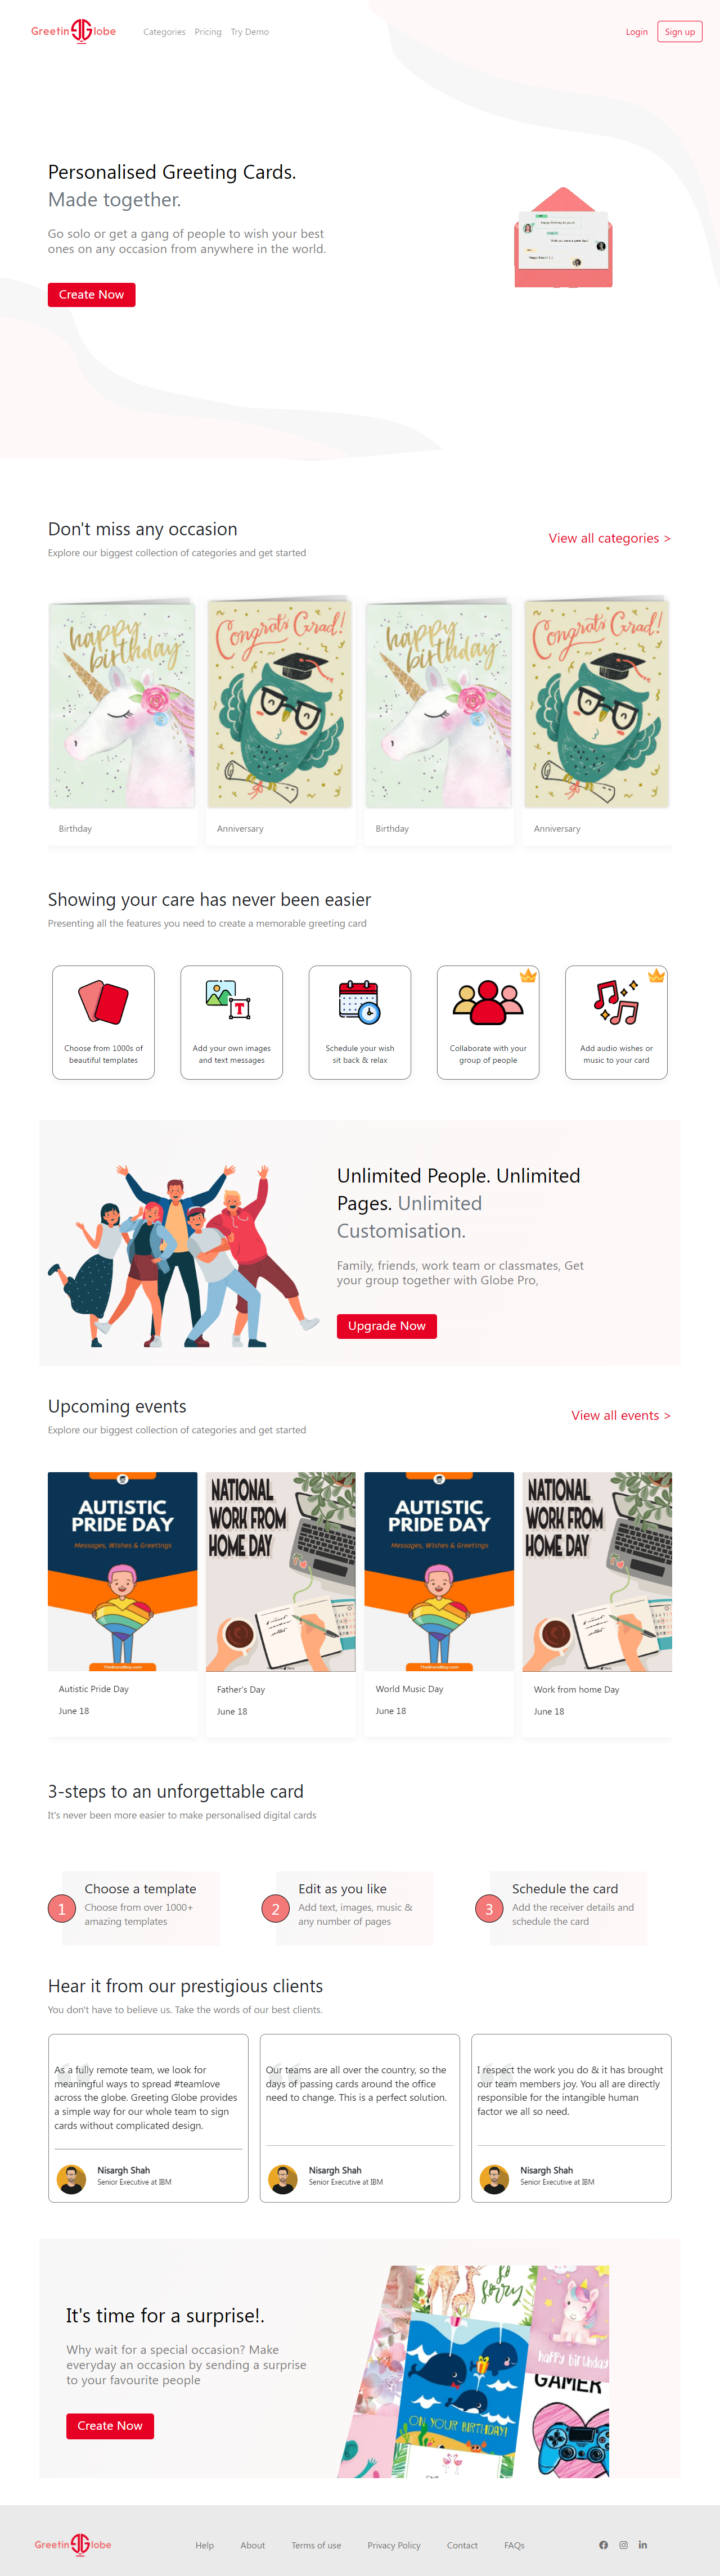 Greetin G lobe
Categories Pricing Try Demo
Login Sign up
Personalised Greeting Cards.
Made together.
Go solo or get a gang of people to wish your best
ones on any occasion from anywhere in the world.
Create Now
Don't miss any occasion
Explore our biggest collection of categories and get started
View all categories >
happy
birthday
Congrats Grad!
happy
birthday
Congrats Grad!
Birthday
Anniversary
Birthday
Anniversary
Showing your care has never been easier
Presenting all the features you need to create a memorable greeting card
T
Choose from 1000s of
beautiful templates
Add your own images
and text messages
Schedule your wish
sit back & relax
Collaborate with your
group of people
Add audio wishes or
music to your card
Unlimited People. Unlimited
Pages. Unlimited
Customisation.
Family, friends, work team or classmates, Get
your group together with Globe Pro,
Upgrade Now
Upcoming events
Explore our biggest collection of categories and get started
View all events >
AUTISTIC
PRIDE DAY
Messages, Wishes & Greetings
NATIONAL
WORK FROM
HOME DAY
AUTISTIC
PRIDE DAY
Messages, Wishes & Greetings
NATIONAL
WORK FROM
HOME DAY
Autistic Pride Day
June 18
Father's Day
June 18
World Music Day
June 18
Work from home Day
June 18
3-steps to an unforgettable card
It's never been more easier to make personalised digital cards
1
Choose a template
Choose from over 1000+
amazing templates
2
Edit as you like
Add text, images, music &
any number of pages
3
Schedule the card
Add the receiver details and
schedule the card
Hear it from our prestigious clients
You don't have to believe us. Take the words of our best clients.
As a fully remote team, we look for
meaningful ways to spread #teamlove
across the globe. Greeting Globe provides
a simple way for our whole team to sign
cards without complicated design.
Nisargh Shah
Senior Executive at IBM
Our teams are all over the country, so the
days of passing cards around the office
need to change. This is a perfect solution.
Nisargh Shah
Senior Executive at IBM
I respect the work you do & it has brought
our team members joy. You all are directly
responsible for the intangible human
factor we all so need.
Nisargh Shah
Senior Executive at IBM
It's time for a surprise!.
Why wait for a special occasion? Make
everyday an occasion by sending a surprise
to your favourite people
Create Now
So
sorry
happy birthday
GAMER
ON YOUR BIRTHDAY!
Greetin G lobe
Help About Terms of use Privacy Policy Contact FAQs